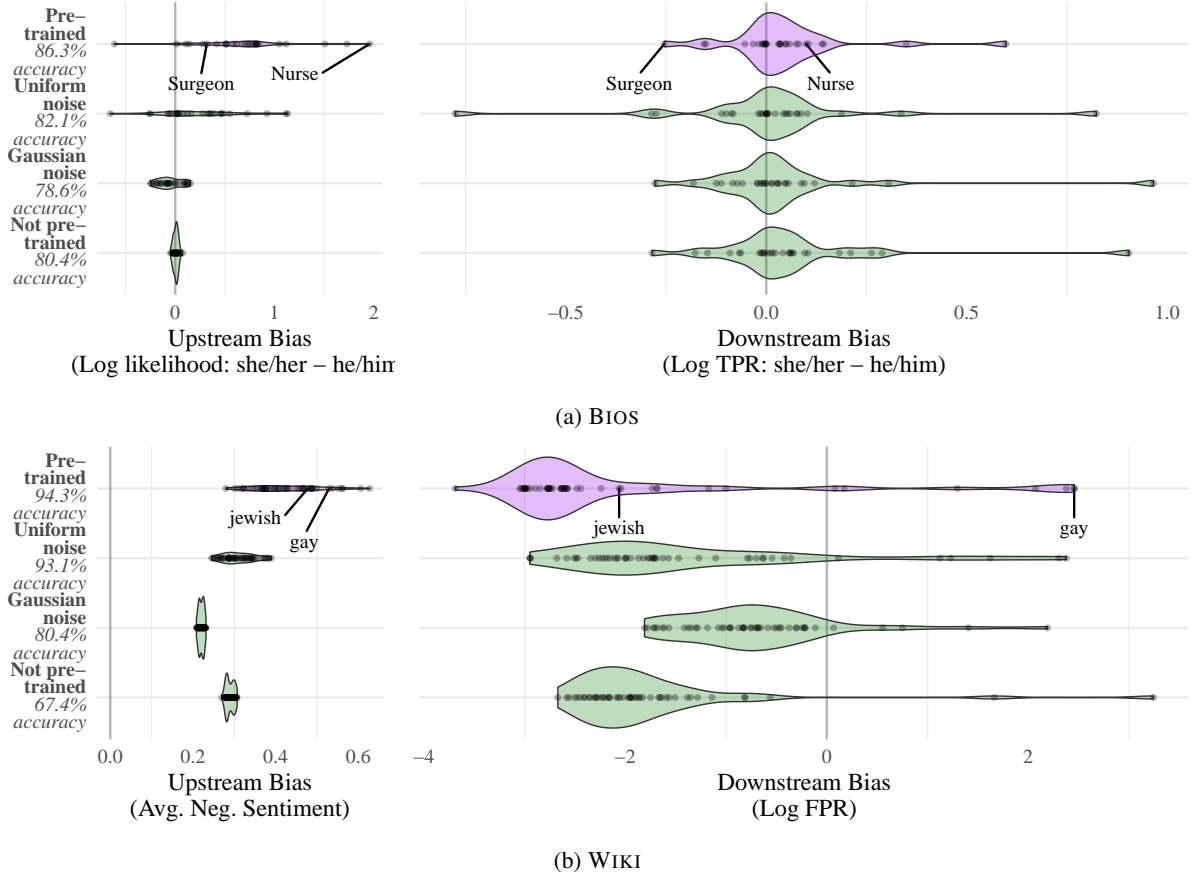 Pre–
trained
86.3%
accuracy
Surgeon
Nurse
Surgeon
Nurse
Uniform
noise
82.1%
accuracy
Gaussian
noise
78.6%
accuracy
Not pre–
trained
80.4%
accuracy
0 1 2
–0.5 0.0 0.5 1.0
Upstream Bias
(Log likelihood: she/her – he/him
Downstream Bias
(Log TPR: she/her – he/him)
(a) BIOS
Pre–
trained
94.3%
accuracy
jewish
gay
jewish
gay
Uniform
noise
93.1%
accuracy
Gaussian
noise
80.4%
accuracy
Not pre–
trained
67.4%
accuracy
0.0 0.2 0.4 0.6
–4 –2 0 2
Upstream Bias
(Avg. Neg. Sentiment)
Downstream Bias
(Log FPR)
(b) WIKI